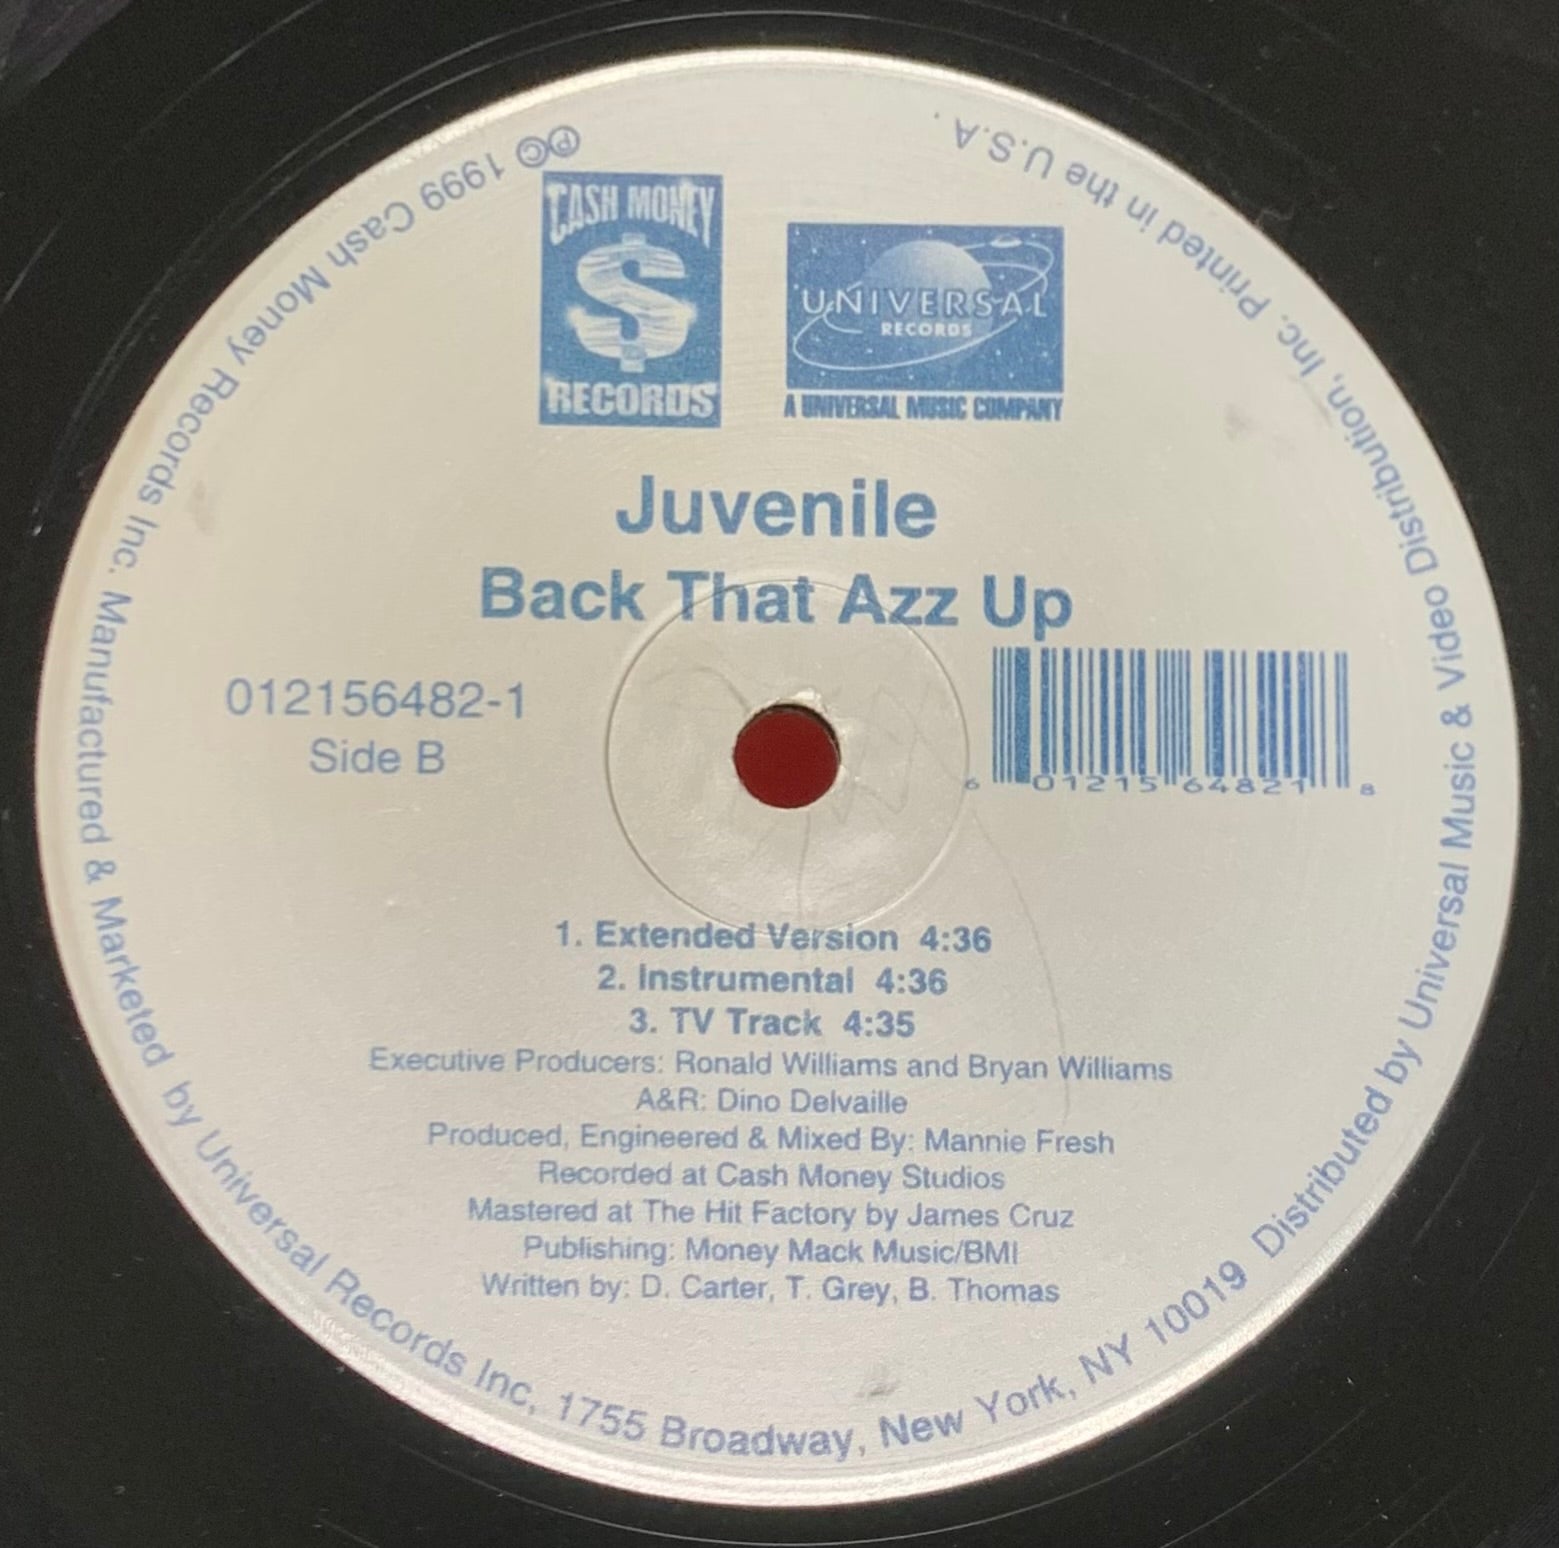 CASH MONEY
$
RECORDS
UNIVERSAL
RECORDS
A UNIVERSAL MUSIC COMPANY
Juvenile
Back That Azz Up
012156482-1
Side B
6 01215 64821 8
1. Extended Version 4:36
2. Instrumental 4:36
3. TV Track 4:35
Executive Producers: Ronald Williams and Bryan Williams
A&R: Dino Delvaille
Produced, Engineered & Mixed By: Mannie Fresh
Recorded at Cash Money Studios
Mastered at The Hit Factory by James Cruz
Publishing: Money Mack Music/BMI
Written by: D. Carter, T. Grey, B. Thomas
℗© 1999 Cash Money Records Inc. Manufactured & Marketed by Universal Records Inc, 1755 Broadway, New York, NY 10019 Distributed by Universal Music & Video Distribution, Inc. Printed in the U.S.A.